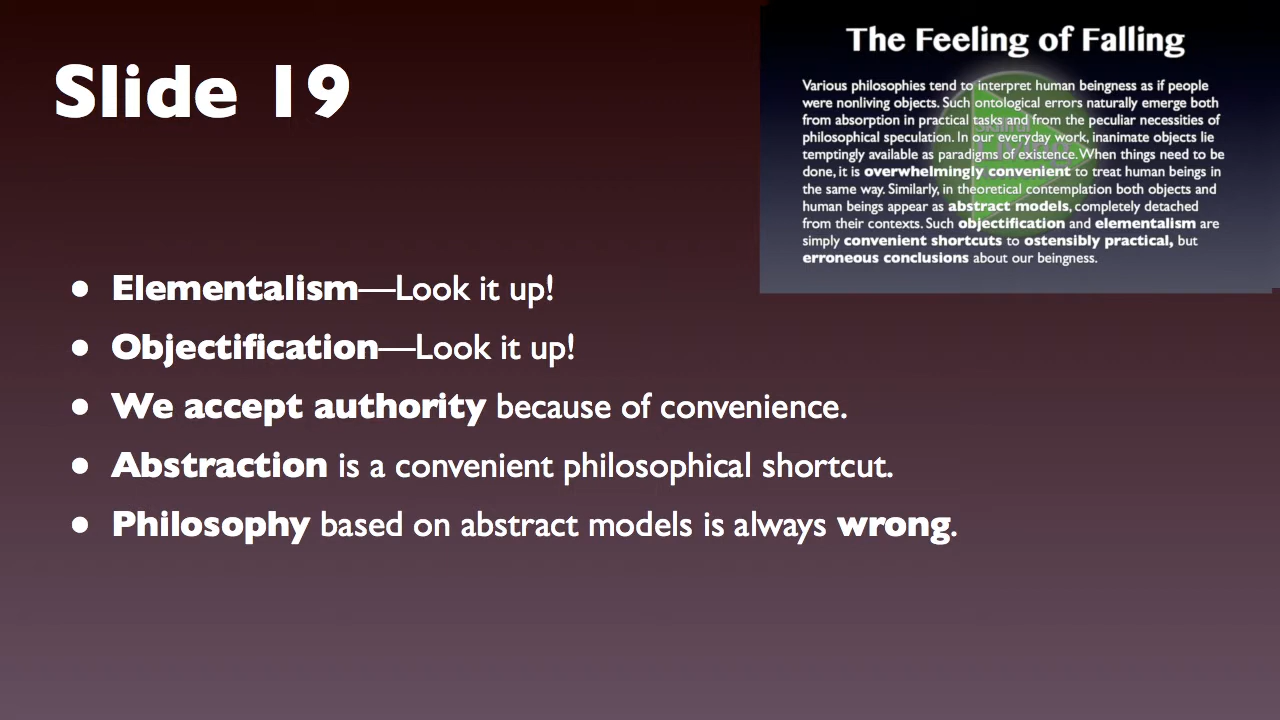 Slide 19
The Feeling of Falling
Various philosophies tend to interpret human beingness as if people
were nonliving objects. Such ontological errors naturally emerge both
from absorption in practical tasks and from the peculiar necessities of
philosophical speculation. In our everyday work, inanimate objects lie
temptingly available as paradigms of existence. When things need to be
done, it is overwhelmingly convenient to treat human beings in
the same way. Similarly, in theoretical contemplation both objects and
human beings appear as abstract models, completely detached
from their contexts. Such objectification and elementalism are
simply convenient shortcuts to ostensibly practical, but
erroneous conclusions about our beingness.
• Elementalism—Look it up!
• Objectification—Look it up!
• We accept authority because of convenience.
• Abstraction is a convenient philosophical shortcut.
• Philosophy based on abstract models is always wrong.